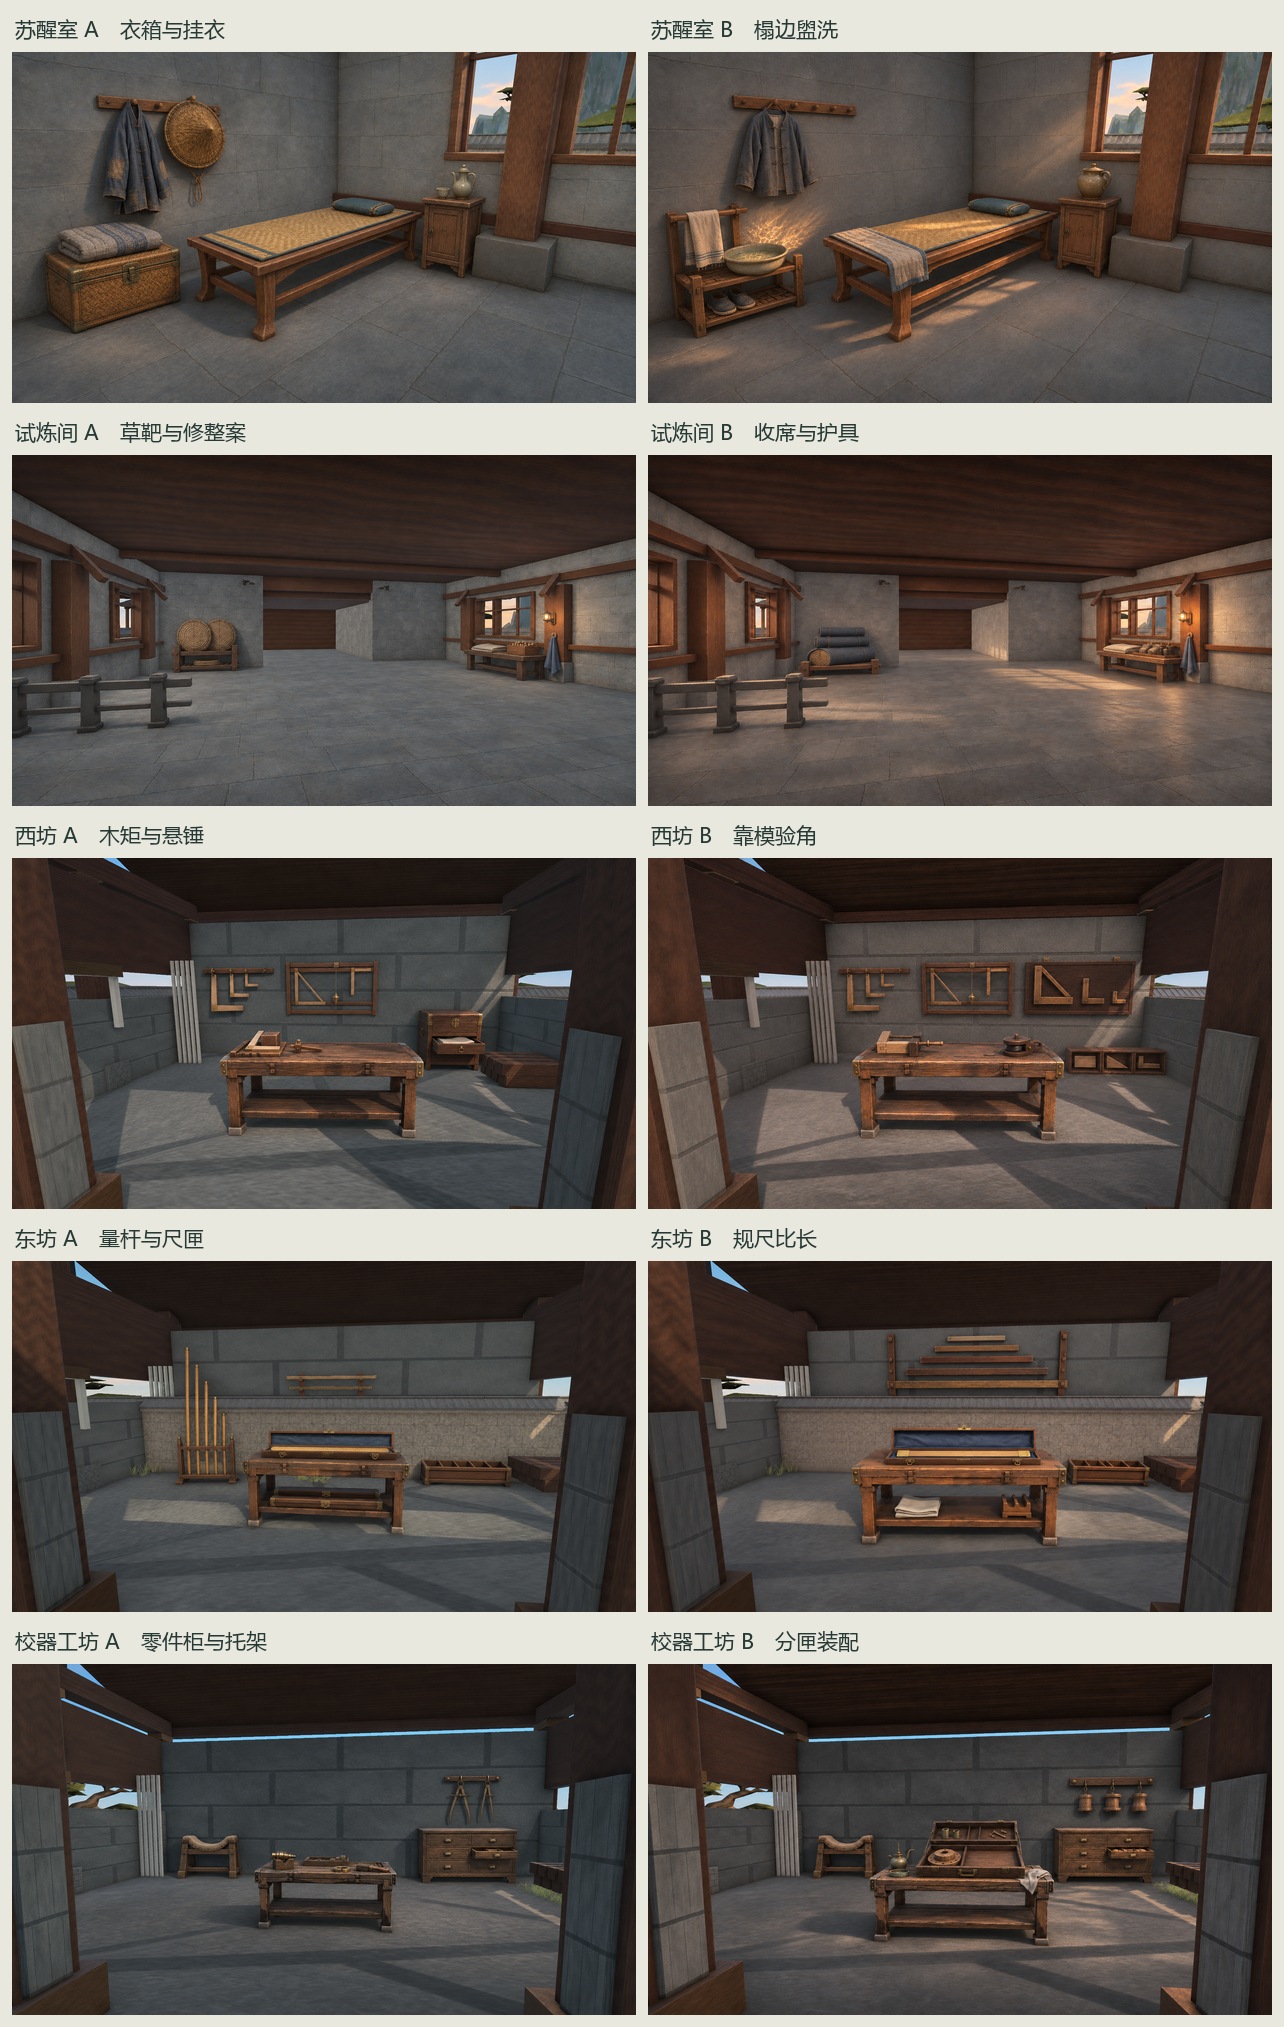 苏醒室 A 衣箱与挂衣
苏醒室 B 榻边盥洗
试炼间 A 草靶与修整案
试炼间 B 收席与护具
西坊 A 木矩与悬锤
西坊 B 靠模验角
东坊 A 量杆与尺匣
东坊 B 规尺比长
校器工坊 A 零件柜与托架
校器工坊 B 分匣装配